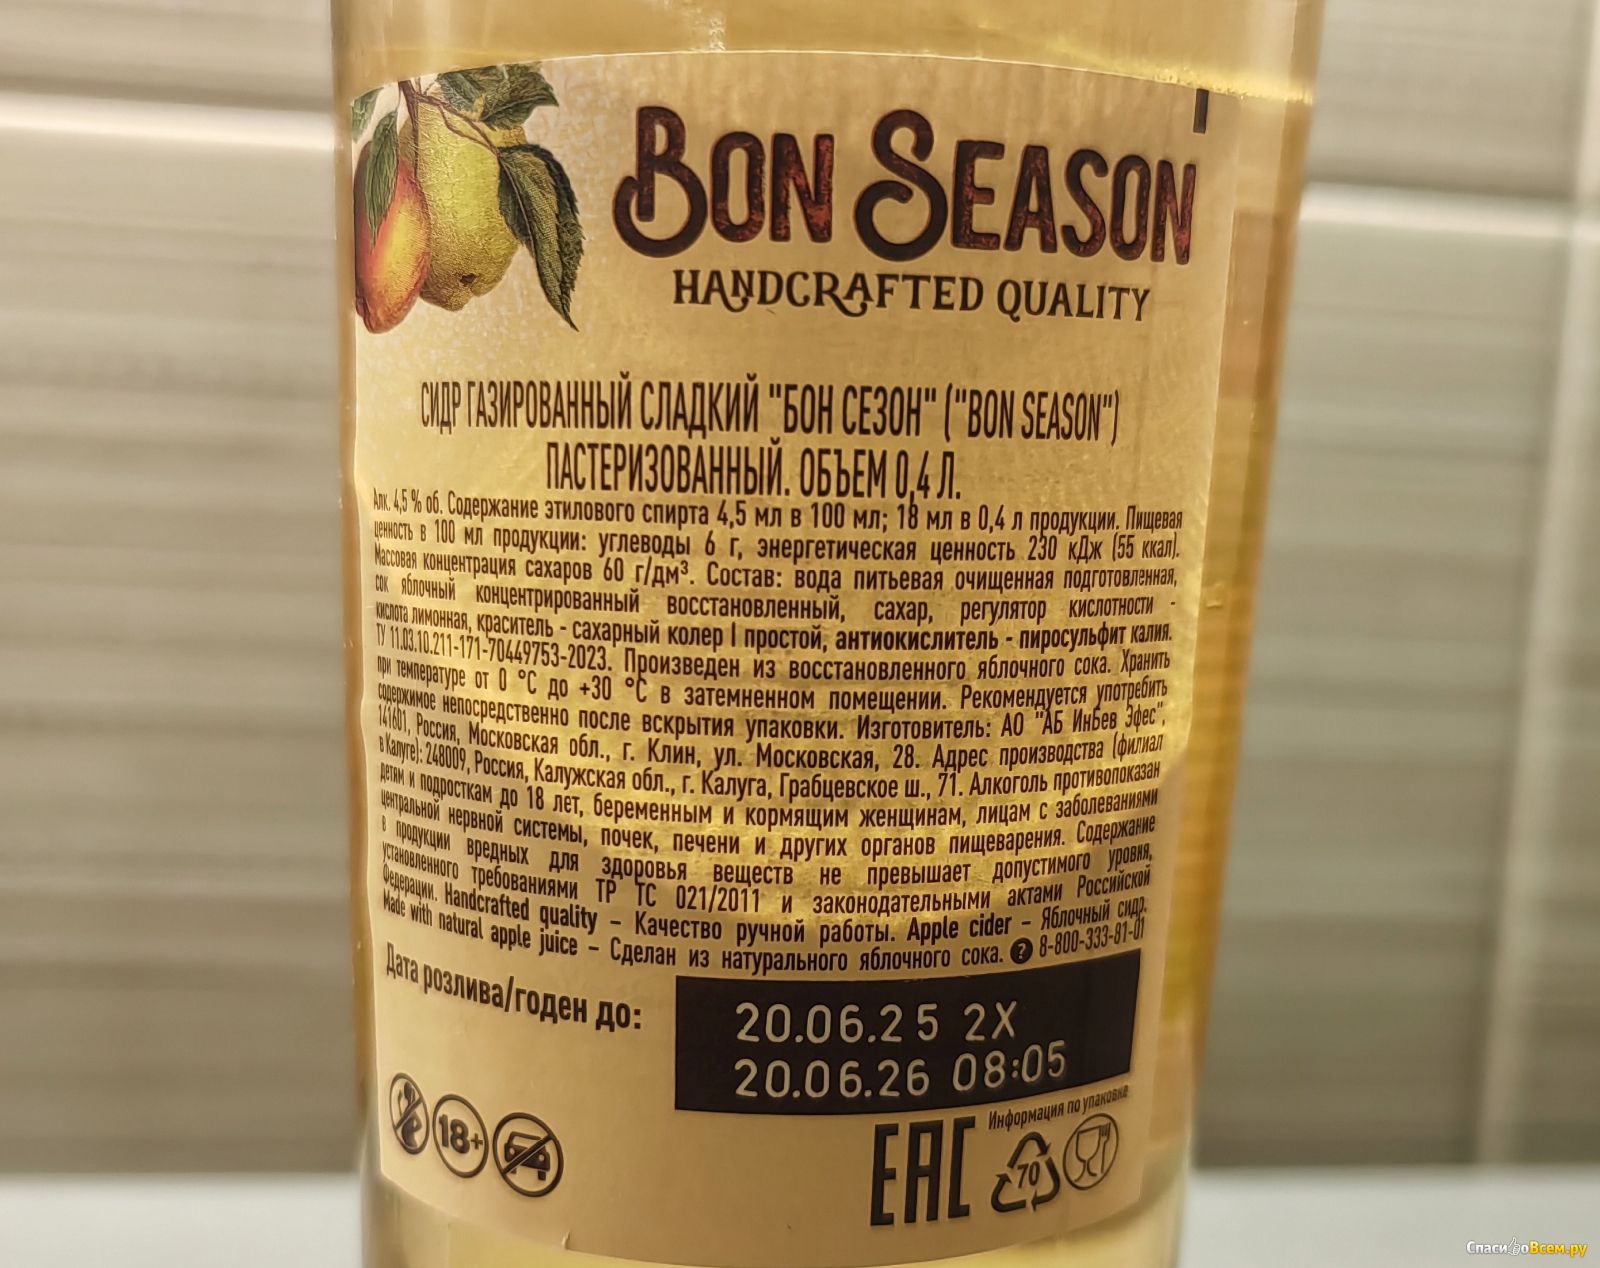 BON SEASON
HANDCRAFTED QUALITY
СИДР ГАЗИРОВАННЫЙ СЛАДКИЙ "БОН СЕЗОН" ("BON SEASON")
ПАСТЕРИЗОВАННЫЙ. ОБЪЕМ 0,4 Л.
Алк. 4,5 % об. Содержание этилового спирта 4,5 мл в 100 мл; 18 мл в 0,4 л продукции. Пищевая
ценность в 100 мл продукции: углеводы 6 г, энергетическая ценность 230 кДж (55 ккал).
Массовая концентрация сахаров 60 г/дм³. Состав: вода питьевая очищенная подготовленная,
сок яблочный концентрированный восстановленный, сахар, регулятор кислотности -
кислота лимонная, краситель - сахарный колер I простой, антиокислитель - пиросульфит калия.
ТУ 11.03.10.211-171-70449753-2023. Произведен из восстановленного яблочного сока. Хранить
при температуре от 0 °C до +30 °C в затемненном помещении. Рекомендуется употребить
содержимое непосредственно после вскрытия упаковки. Изготовитель: АО "АБ ИнБев Эфес",
141601, Россия, Московская обл., г. Клин, ул. Московская, 28. Адрес производства (филиал
в Калуге): 248009, Россия, Калужская обл., г. Калуга, Грабцевское ш., 71. Алкоголь противопоказан
детям и подросткам до 18 лет, беременным и кормящим женщинам, лицам с заболеваниями
центральной нервной системы, почек, печени и других органов пищеварения. Содержание
в продукции вредных для здоровья веществ не превышает допустимого уровня,
установленного требованиями ТР ТС 021/2011 и законодательными актами Российской
Федерации. Handcrafted quality – Качество ручной работы. Apple cider – Яблочный сидр.
Made with natural apple juice – Сделан из натурального яблочного сока. ? 8-800-333-81-01
Дата розлива/годен до:
20.06.25 2X
20.06.26 08:05
18+
EAC
Информация по упаковке
70
СпасибоВсем.ру